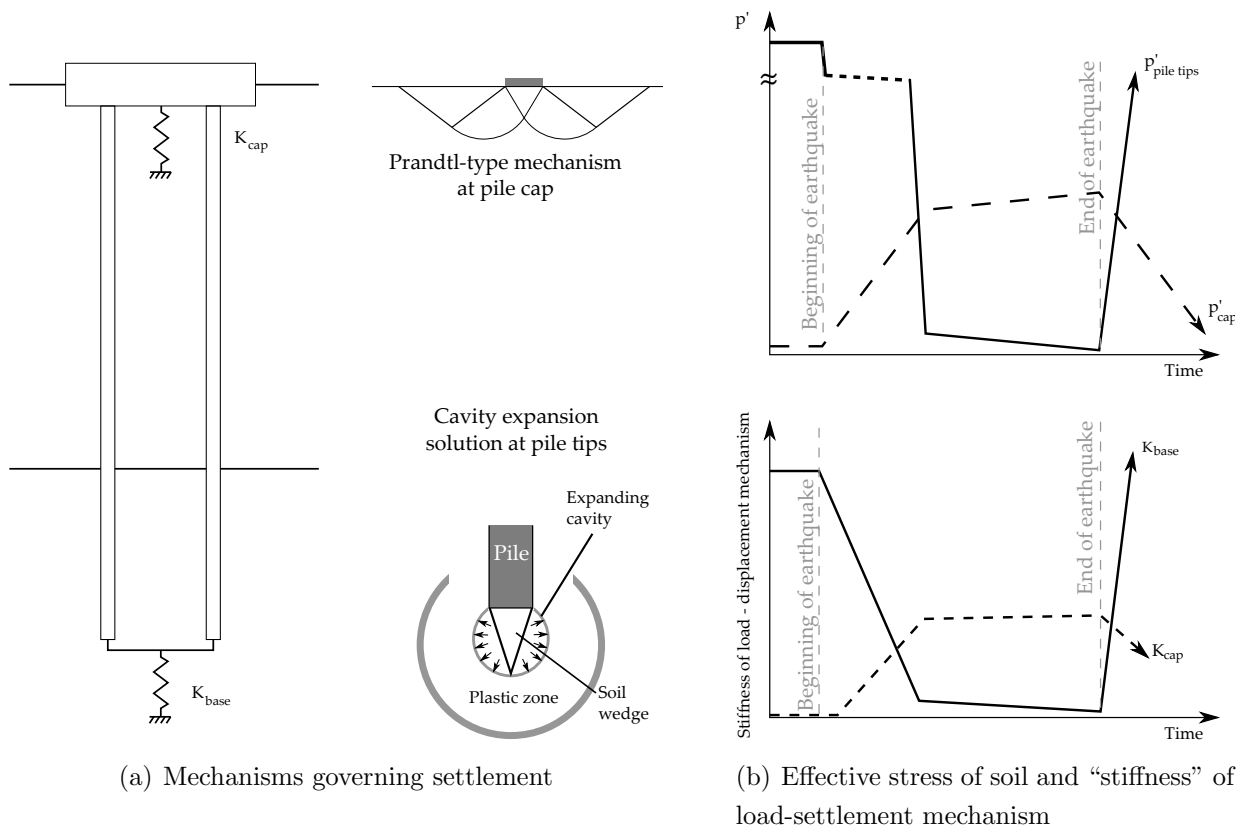 K_cap
Prandtl-type mechanism
at pile cap
Cavity expansion
solution at pile tips
Expanding
cavity
Pile
Plastic zone
Soil
wedge
K_base
(a) Mechanisms governing settlement
p'
≈
Beginning of earthquake
End of earthquake
p'_pile tips
p'_cap
Time
Stiffness of load - displacement mechanism
Beginning of earthquake
End of earthquake
K_base
K_cap
Time
(b) Effective stress of soil and “stiffness” of
load-settlement mechanism